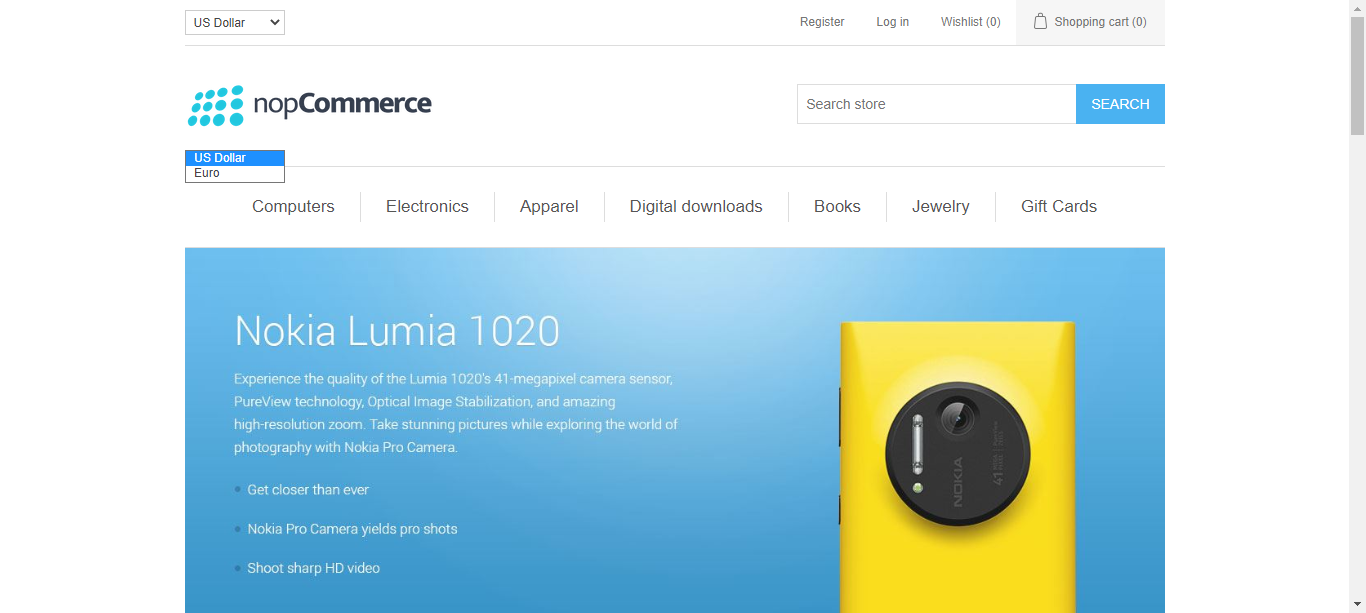 US Dollar
Register
Log in
Wishlist (0)
Shopping cart (0)
nopCommerce
Search store
SEARCH
US Dollar
Euro
Computers
Electronics
Apparel
Digital downloads
Books
Jewelry
Gift Cards
Nokia Lumia 1020
Experience the quality of the Lumia 1020's 41-megapixel camera sensor,
PureView technology, Optical Image Stabilization, and amazing
high-resolution zoom. Take stunning pictures while exploring the world of
photography with Nokia Pro Camera.
Get closer than ever
Nokia Pro Camera yields pro shots
Shoot sharp HD video
NOKIA
41